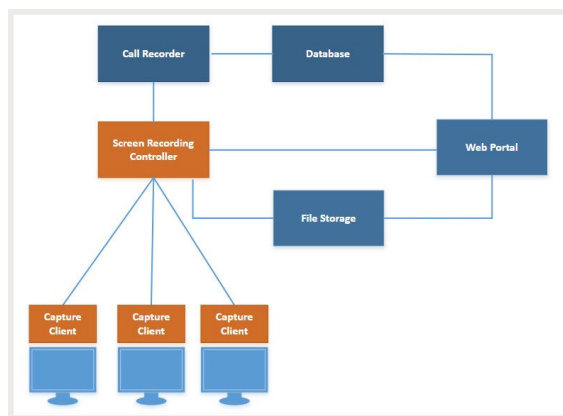 Call Recorder
Database
Screen Recording
Controller
Web Portal
File Storage
Capture
Client
Capture
Client
Capture
Client